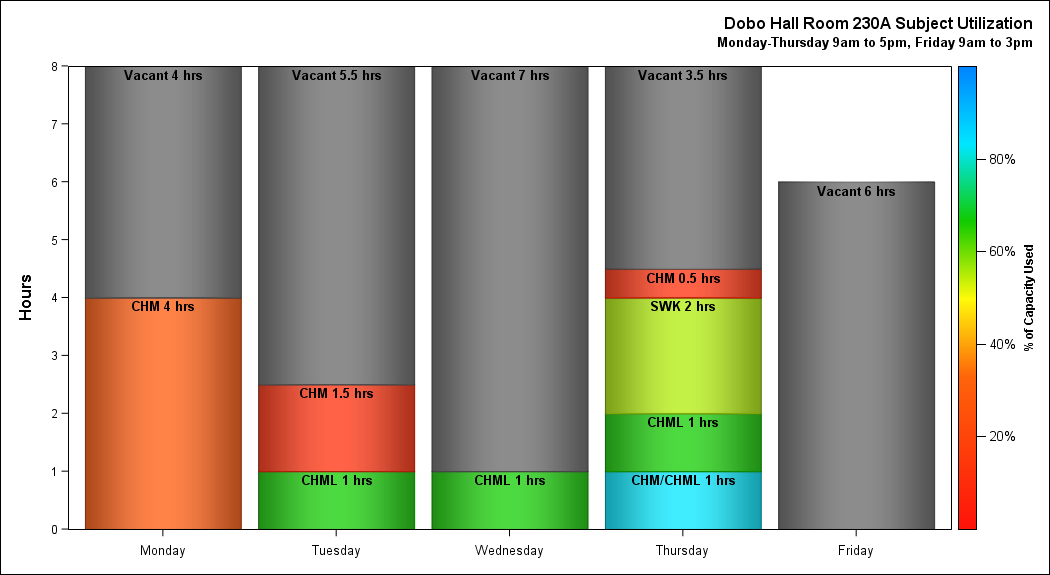 Dobo Hall Room 230A Subject Utilization
Monday-Thursday 9am to 5pm, Friday 9am to 3pm
8
7
6
5
4
3
2
1
0
Hours
Vacant 4 hrs
CHM 4 hrs
Vacant 5.5 hrs
CHM 1.5 hrs
CHML 1 hrs
Vacant 7 hrs
CHML 1 hrs
Vacant 3.5 hrs
CHM 0.5 hrs
SWK 2 hrs
CHML 1 hrs
CHM/CHML 1 hrs
Vacant 6 hrs
Monday
Tuesday
Wednesday
Thursday
Friday
80%
60%
40%
20%
% of Capacity Used